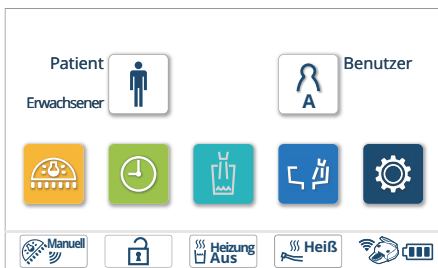 Patient
Benutzer
Erwachsener
A
Manuell
Heizung
Aus
Heiß